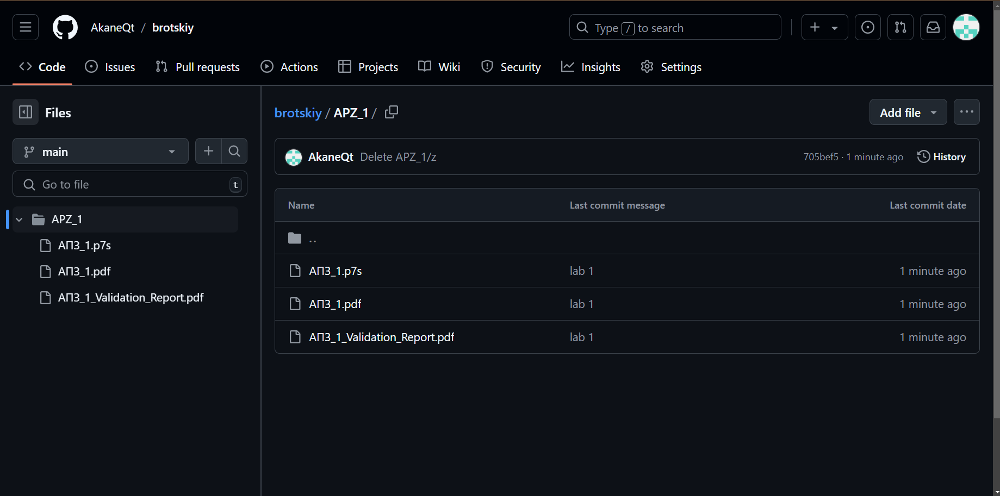 AkaneQt / brotskiy
Type / to search
Code Issues Pull requests Actions Projects Wiki Security Insights Settings
Files
main
Go to file t
APZ_1
АПЗ_1.p7s
АПЗ_1.pdf
АПЗ_1_Validation_Report.pdf
brotskiy / APZ_1 /
Add file
AkaneQt Delete APZ_1/z 705bef5 · 1 minute ago History
Name Last commit message Last commit date
..
АПЗ_1.p7s lab 1 1 minute ago
АПЗ_1.pdf lab 1 1 minute ago
АПЗ_1_Validation_Report.pdf lab 1 1 minute ago